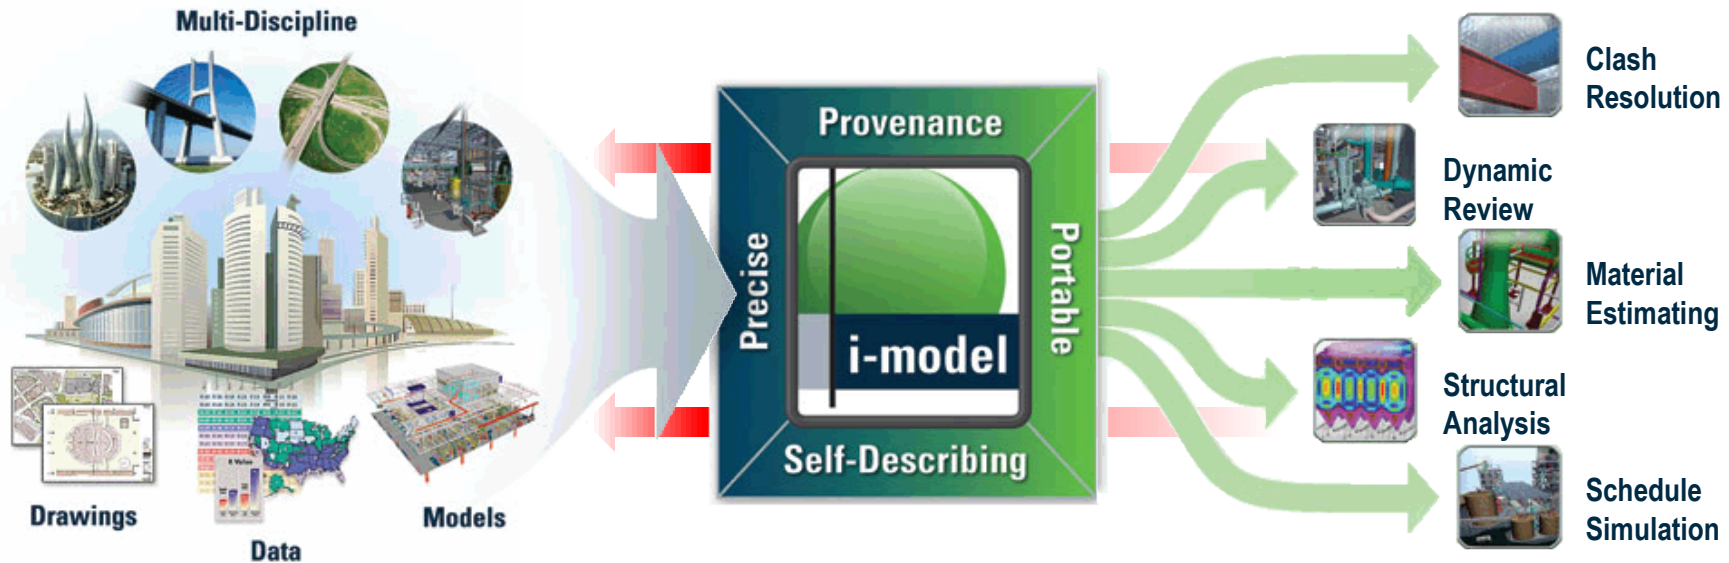 Multi-Discipline
Drawings
Data
Models
Provenance
Precise
Portable
i-model
Self-Describing
Clash
Resolution
Dynamic
Review
Material
Estimating
Structural
Analysis
Schedule
Simulation